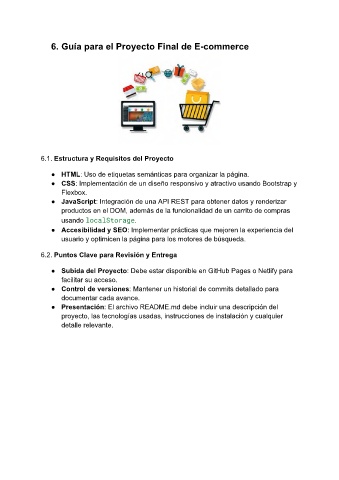 6. Guía para el Proyecto Final de E-commerce
6.1. Estructura y Requisitos del Proyecto
● HTML: Uso de etiquetas semánticas para organizar la página.
● CSS: Implementación de un diseño responsivo y atractivo usando Bootstrap y
Flexbox.
● JavaScript: Integración de una API REST para obtener datos y renderizar
productos en el DOM, además de la funcionalidad de un carrito de compras
usando localStorage.
● Accesibilidad y SEO: Implementar prácticas que mejoren la experiencia del
usuario y optimicen la página para los motores de búsqueda.
6.2. Puntos Clave para Revisión y Entrega
● Subida del Proyecto: Debe estar disponible en GitHub Pages o Netlify para
facilitar su acceso.
● Control de versiones: Mantener un historial de commits detallado para
documentar cada avance.
● Presentación: El archivo README.md debe incluir una descripción del
proyecto, las tecnologías usadas, instrucciones de instalación y cualquier
detalle relevante.